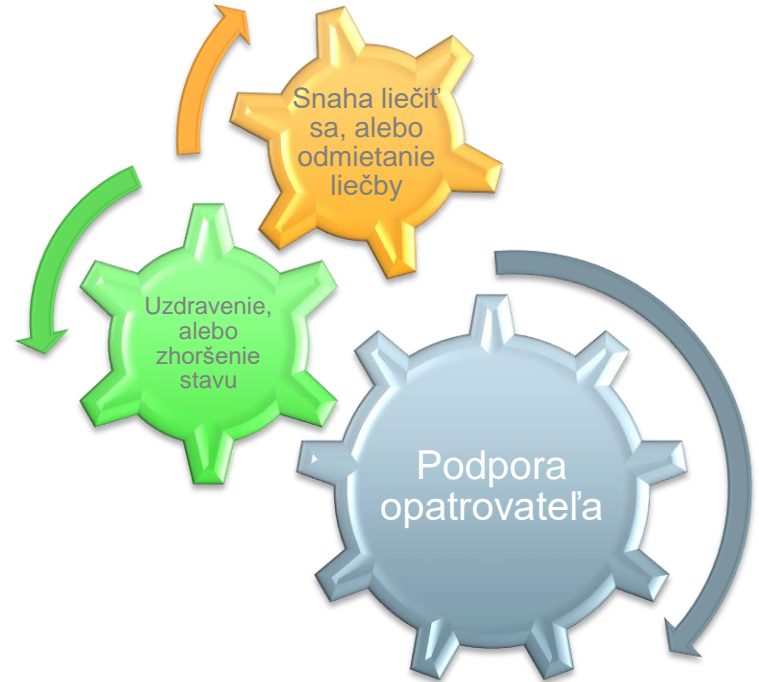 Snaha liečiť
sa, alebo
odmietanie
liečby
Uzdravenie,
alebo
zhoršenie
stavu
Podpora
opatrovateľa